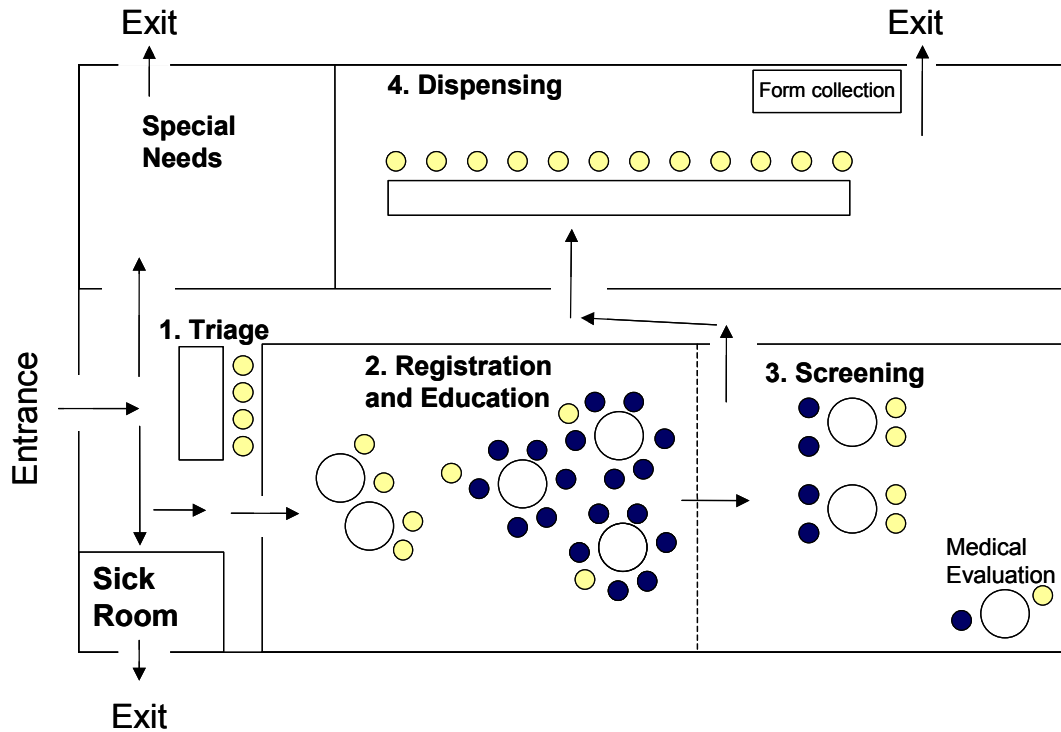 Exit
Exit
4. Dispensing
Form collection
Special
Needs
1. Triage
2. Registration
and Education
3. Screening
Entrance
Medical
Evaluation
Sick
Room
Exit